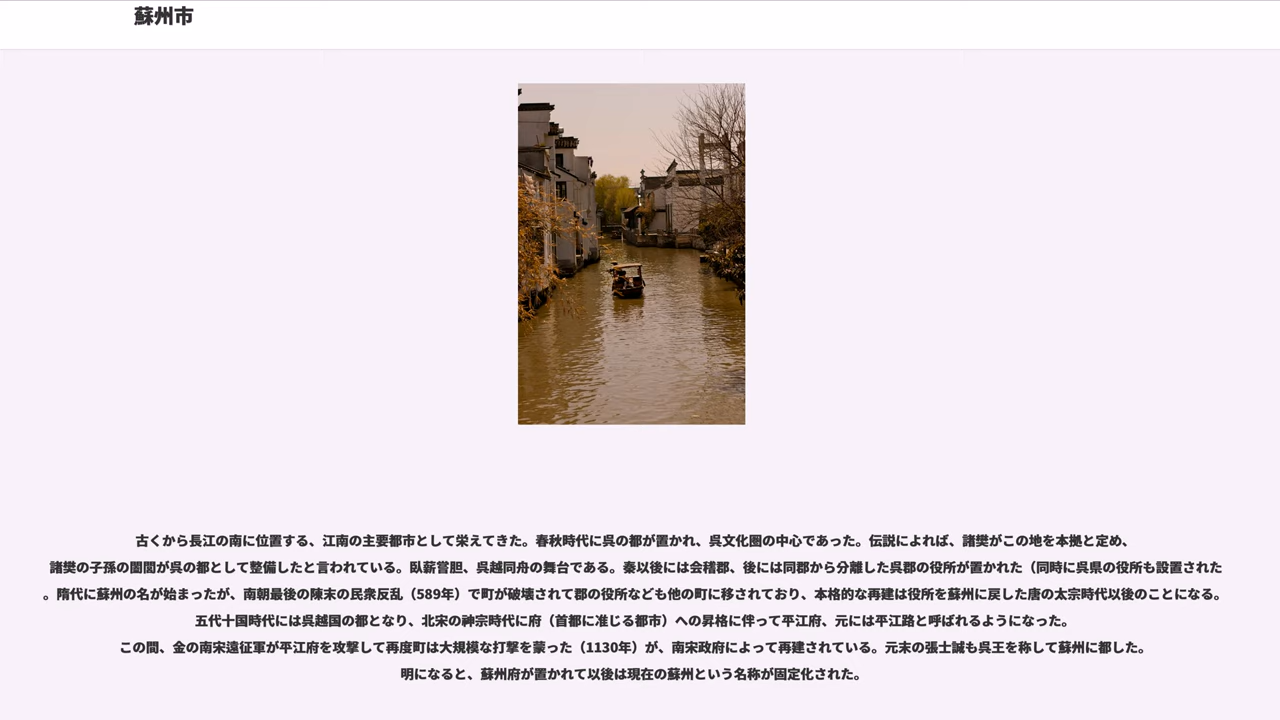 蘇州市
古くから長江の南に位置する、江南の主要都市として栄えてきた。春秋時代に呉の都が置かれ、呉文化圏の中心であった。伝説によれば、諸樊がこの地を本拠と定め、
諸樊の子孫の闔閭が呉の都として整備したと言われている。臥薪嘗胆、呉越同舟の舞台である。秦以後には会稽郡、後には同郡から分離した呉郡の役所が置かれた（同時に呉県の役所も設置された
。隋代に蘇州の名が始まったが、南朝最後の陳末の民衆反乱（589年）で町が破壊されて郡の役所なども他の町に移されており、本格的な再建は役所を蘇州に戻した唐の太宗時代以後のことになる。
五代十国時代には呉越国の都となり、北宋の神宗時代に府（首都に准じる都市）への昇格に伴って平江府、元には平江路と呼ばれるようになった。
この間、金の南宋遠征軍が平江府を攻撃して再度町は大規模な打撃を蒙った（1130年）が、南宋政府によって再建されている。元末の張士誠も呉王を称して蘇州に都した。
明になると、蘇州府が置かれて以後は現在の蘇州という名称が固定化された。